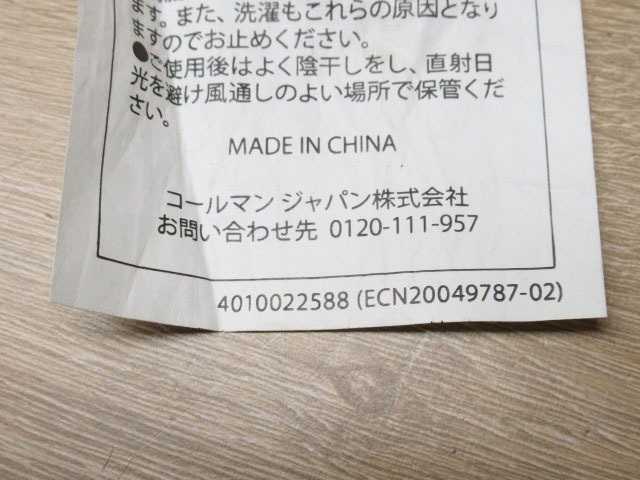 ます。また、洗濯もこれらの原因となり
ますのでお止めください。
●ご使用後はよく陰干しをし、直射日
光を避け風通しのよい場所で保管くだ
さい。
MADE IN CHINA
コールマン ジャパン株式会社
お問い合わせ先 0120-111-957
4010022588 (ECN20049787-02)